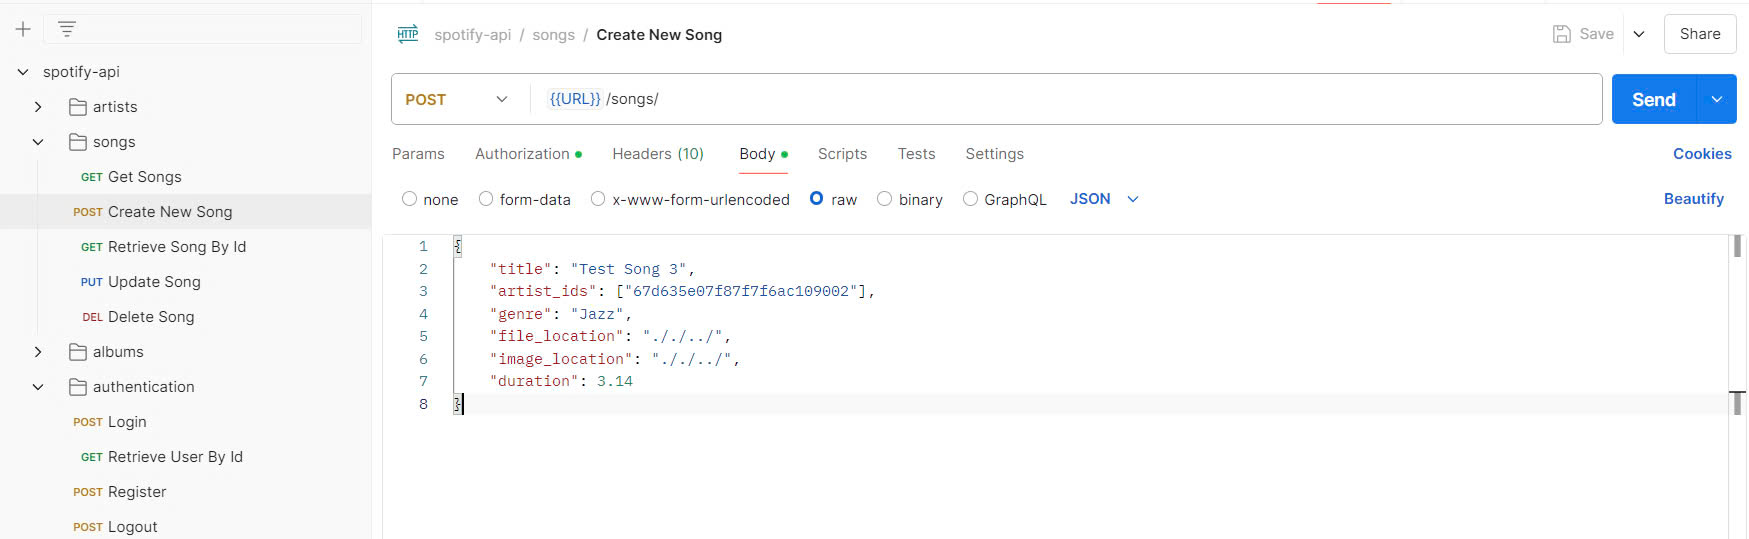 spotify-api
artists
songs
GET Get Songs
POST Create New Song
GET Retrieve Song By Id
PUT Update Song
DEL Delete Song
albums
authentication
POST Login
GET Retrieve User By Id
POST Register
POST Logout
HTTP spotify-api / songs / Create New Song
Save
Share
POST {{URL}} /songs/
Send
Params Authorization Headers (10) Body Scripts Tests Settings Cookies
none form-data x-www-form-urlencoded raw binary GraphQL JSON Beautify
1 {
2 "title": "Test Song 3",
3 "artist_ids": ["67d635e07f87f7f6ac109002"],
4 "genre": "Jazz",
5 "file_location": "././../",
6 "image_location": "././../",
7 "duration": 3.14
8 }